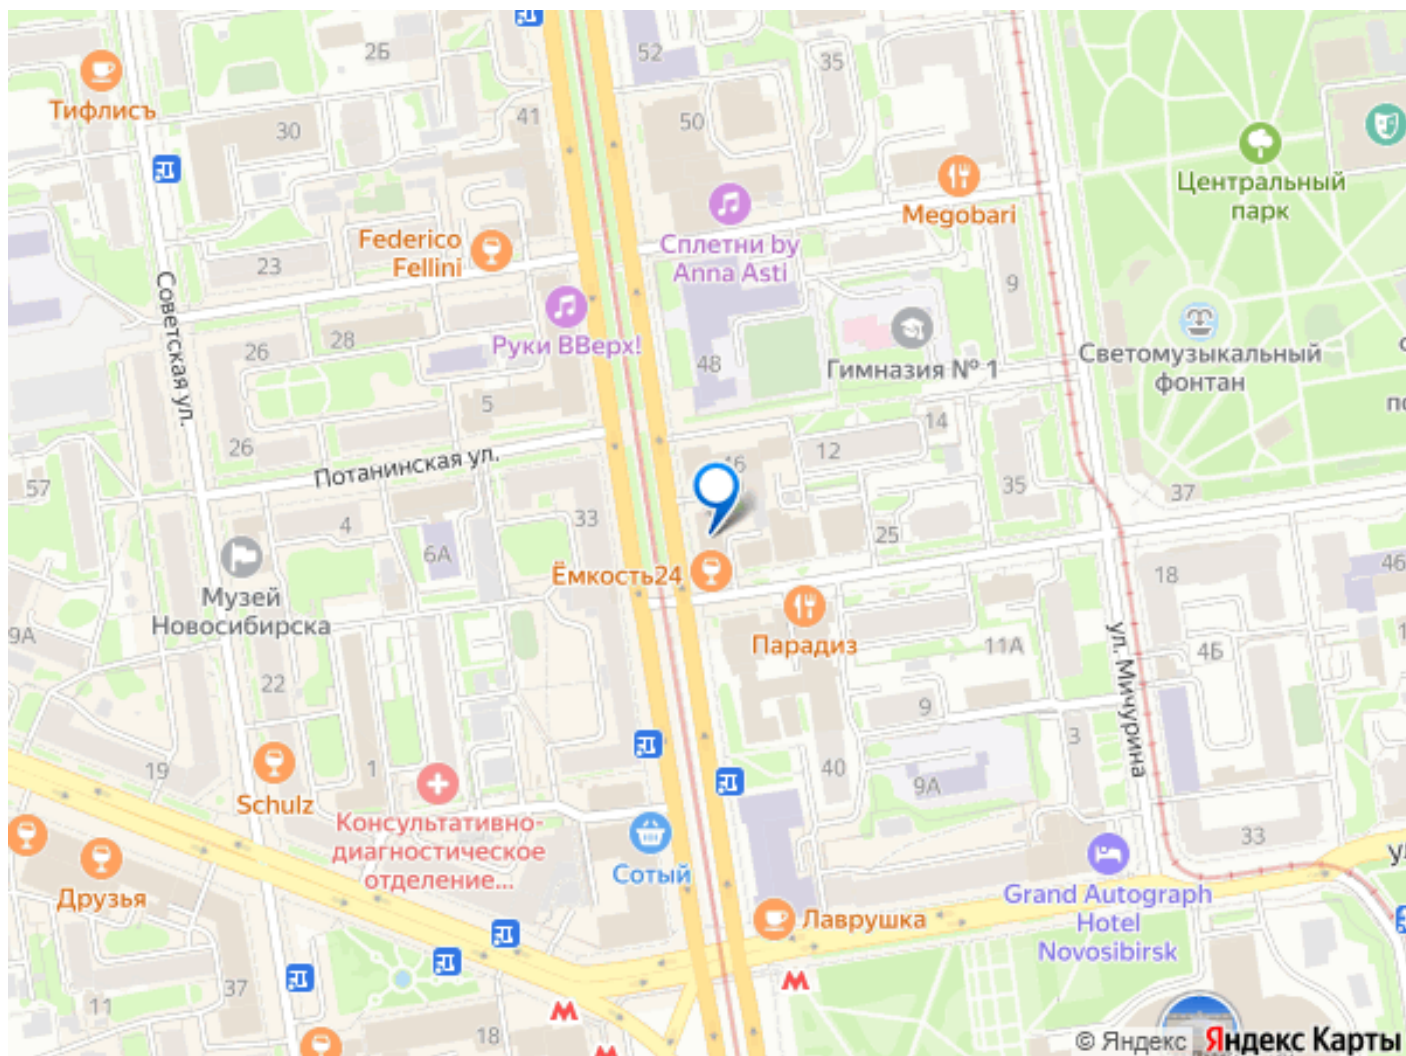 2Б
52
35
Тифлисъ
30
41
50
Центральный
парк
Megobari
Federico
Fellini
Сплетни by
Anna Asti
23
9
Советская ул.
28
26
Руки ВВерх!
48
Гимназия № 1
Светомузыкальный
фонтан
5
14
26
12
46
Потанинская ул.
57
35
37
4
33
25
6А
Ёмкость24
18
46
Музей
Новосибирска
9А
Парадиз
11А
4Б
ул. Мичурина
22
9
3
19
1
40
9А
Schulz
Консультативно-
диагностическое
отделение...
33
Сотый
Друзья
Grand Autograph
Hotel
Novosibirsk
Лаврушка
37
11
18
© Яндекс Яндекс Карты